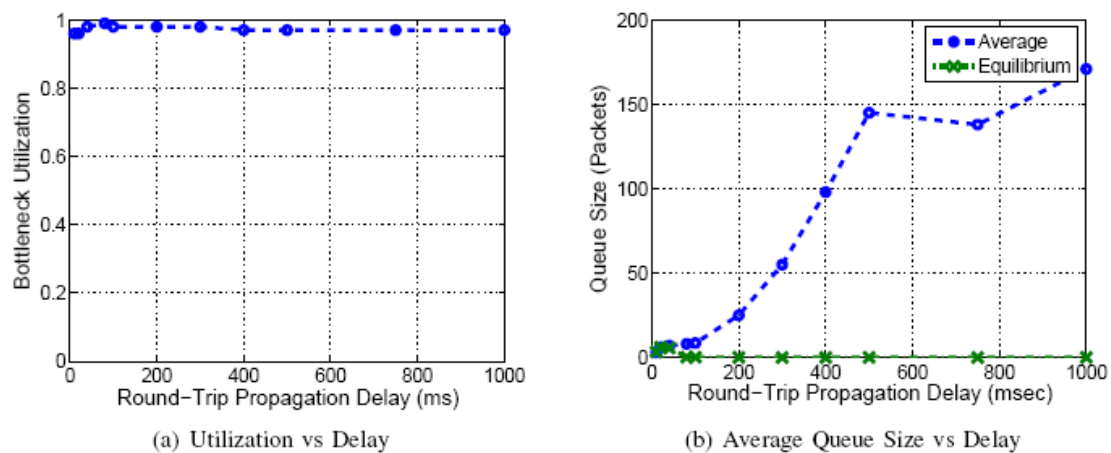 1
0.8
0.6
0.4
0.2
0
0 200 400 600 800 1000
Bottleneck Utilization
Round-Trip Propagation Delay (ms)
(a) Utilization vs Delay
200
150
100
50
0
0 200 400 600 800 1000
Queue Size (Packets)
Average
Equilibrium
Round-Trip Propagation Delay (msec)
(b) Average Queue Size vs Delay